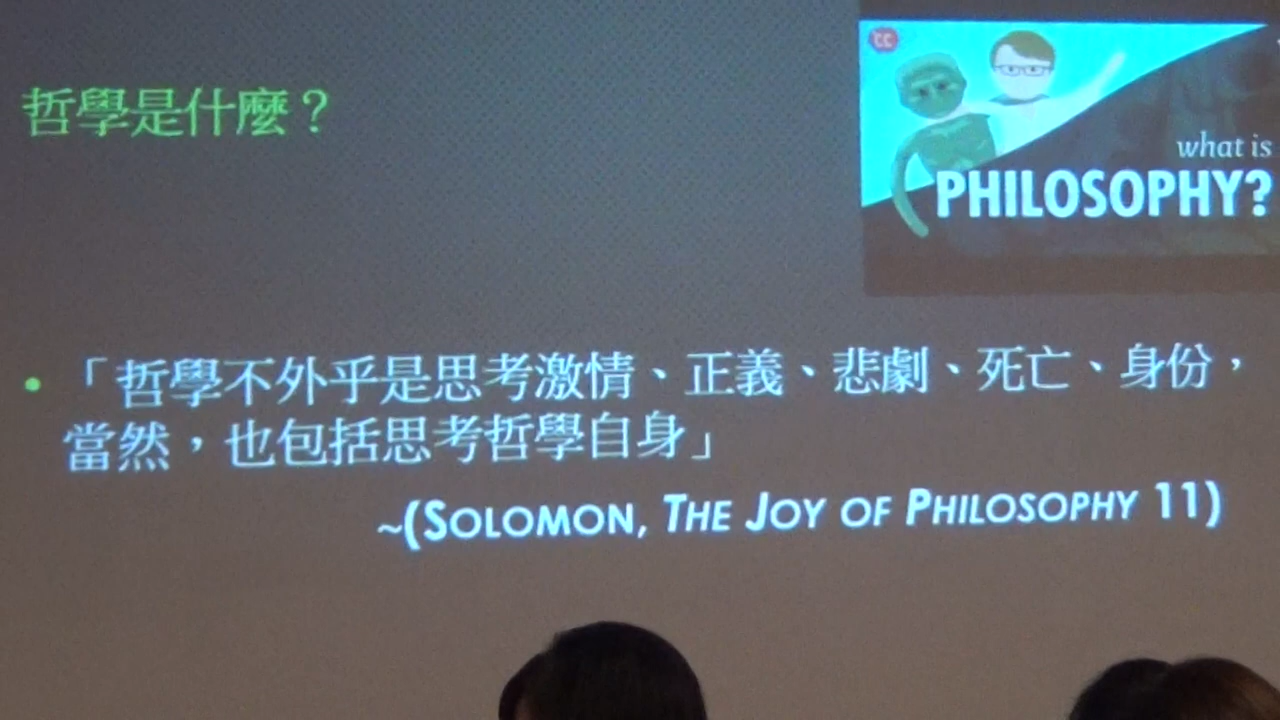 哲學是什麼？
CC
what is
PHILOSOPHY?
「哲學不外乎是思考激情、正義、悲劇、死亡、身份，
當然，也包括思考哲學自身」
~(SOLOMON, THE JOY OF PHILOSOPHY 11)